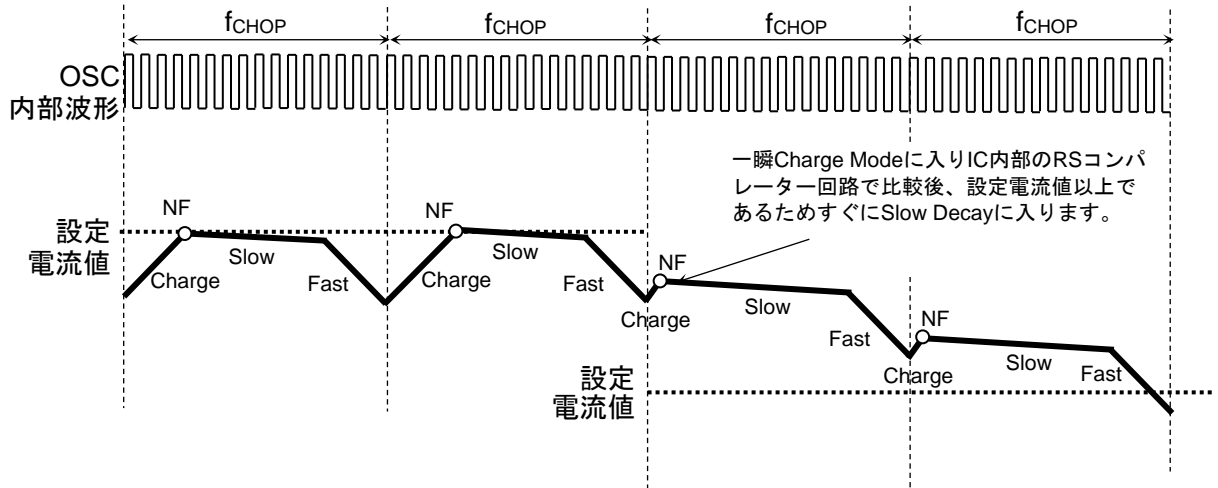 fCHOP
fCHOP
fCHOP
fCHOP
OSC
内部波形
一瞬Charge Modeに入りIC内部のRSコンパ
レーター回路で比較後、設定電流値以上で
あるためすぐにSlow Decayに入ります。
設定
電流値
NF
Charge
Slow
Fast
NF
Charge
Slow
Fast
NF
Charge
Slow
Fast
NF
Charge
Slow
Fast
設定
電流値